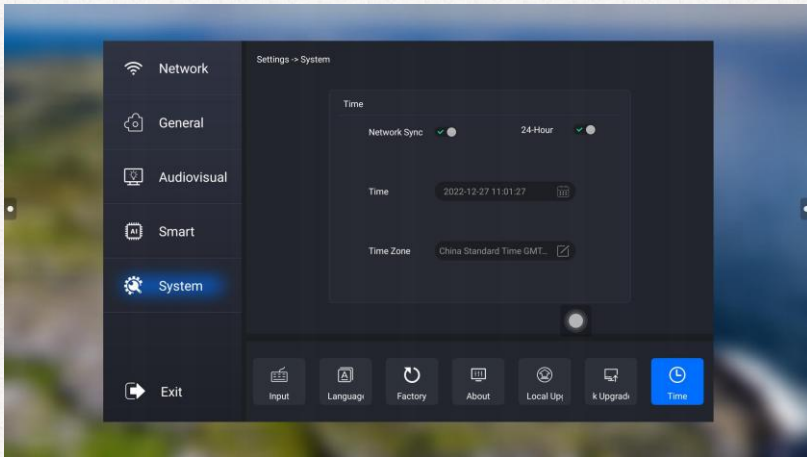 Network
General
Audiovisual
AI
Smart
System
Exit
Settings -> System
Time
Network Sync
24-Hour
Time
2022-12-27 11:01:27
Time Zone
China Standard Time GMT...
A
Input
Languag
Factory
About
Local Up
k Upgrad
Time